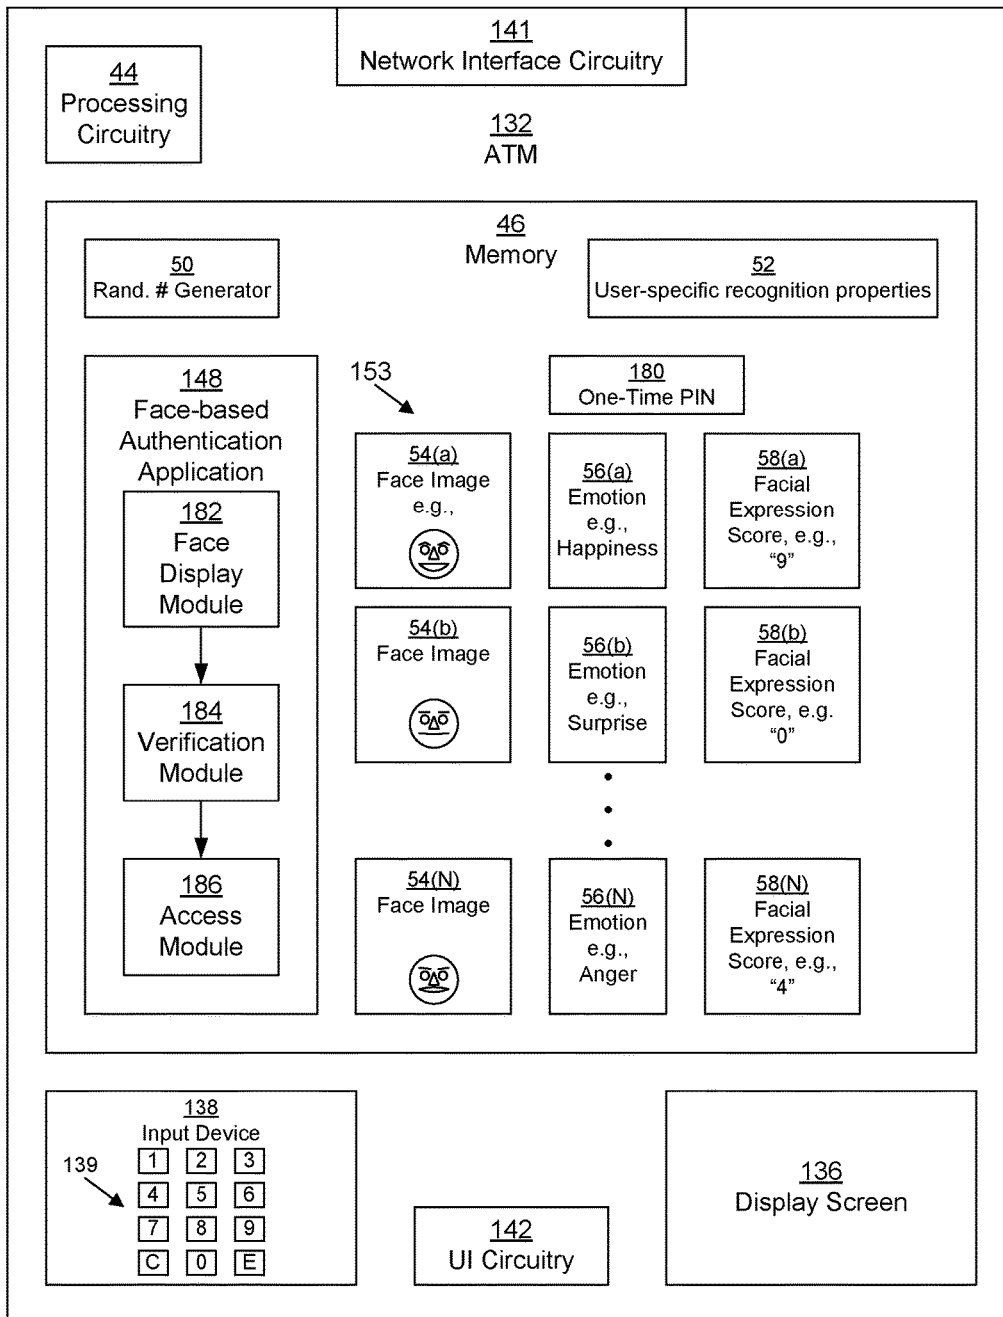 141
Network Interface Circuitry
44
Processing
Circuitry
132
ATM
46
Memory
50
Rand. # Generator
52
User-specific recognition properties
148
Face-based
Authentication
Application
182
Face
Display
Module
184
Verification
Module
186
Access
Module
153
180
One-Time PIN
54(a)
Face Image
e.g.,
56(a)
Emotion
e.g.,
Happiness
58(a)
Facial
Expression
Score, e.g.,
“9”
54(b)
Face Image
56(b)
Emotion
e.g.,
Surprise
58(b)
Facial
Expression
Score, e.g.
“0”
54(N)
Face Image
56(N)
Emotion
e.g.,
Anger
58(N)
Facial
Expression
Score, e.g.,
“4”
138
Input Device
139
1 2 3
4 5 6
7 8 9
C 0 E
142
UI Circuitry
136
Display Screen